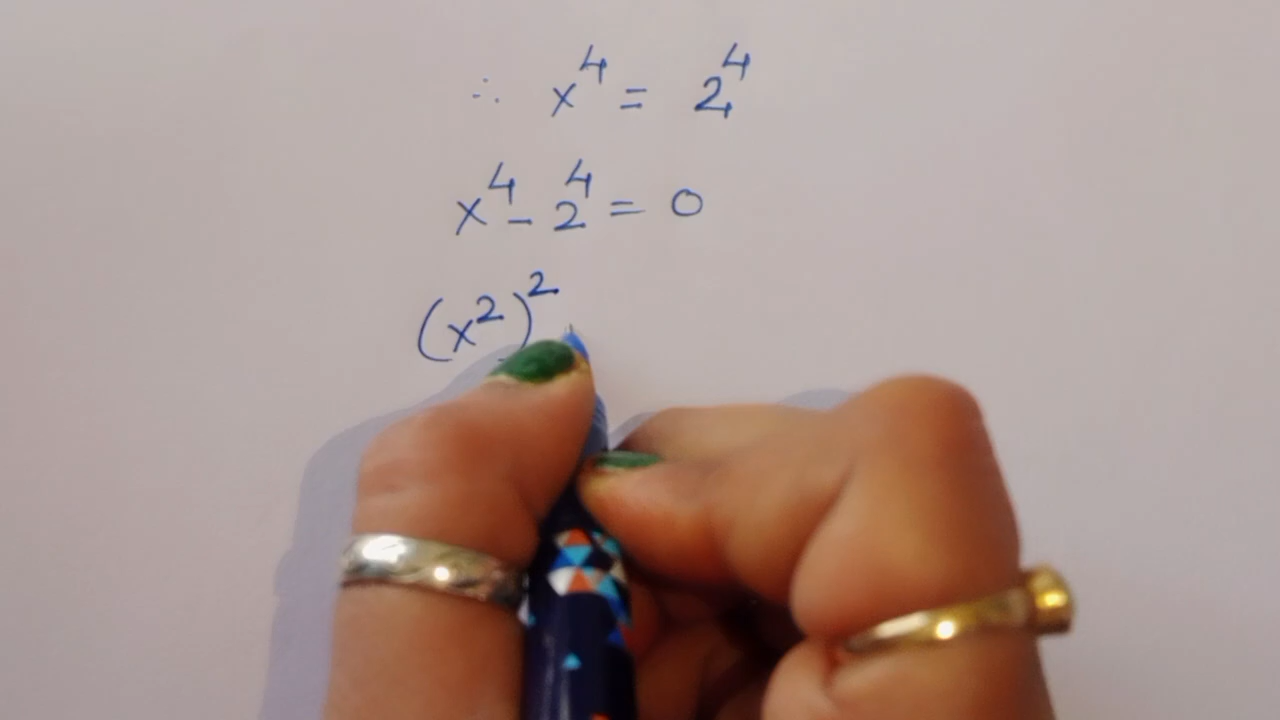 ∴ x⁴ = 2⁴
x⁴ - 2⁴ = 0
(x²)²